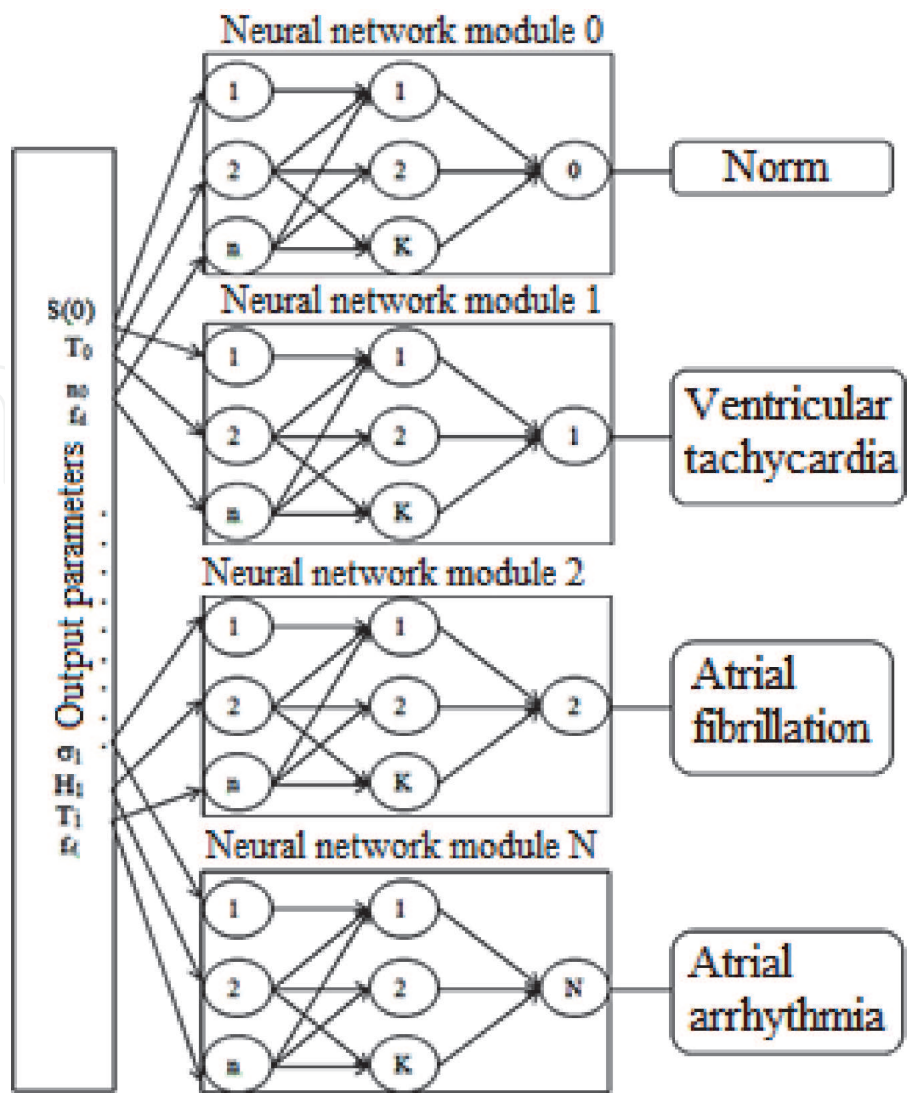 Neural network module 0
1
1
2
2
0
n
K
Norm
Neural network module 1
1
1
2
2
1
n
K
Ventricular
tachycardia
Neural network module 2
1
1
2
2
2
n
K
Atrial
fibrillation
Neural network module N
1
1
2
2
N
n
K
Atrial
arrhythmia
S(0)
T₀
n₀
Output parameters
σ₁
H₁
T₁